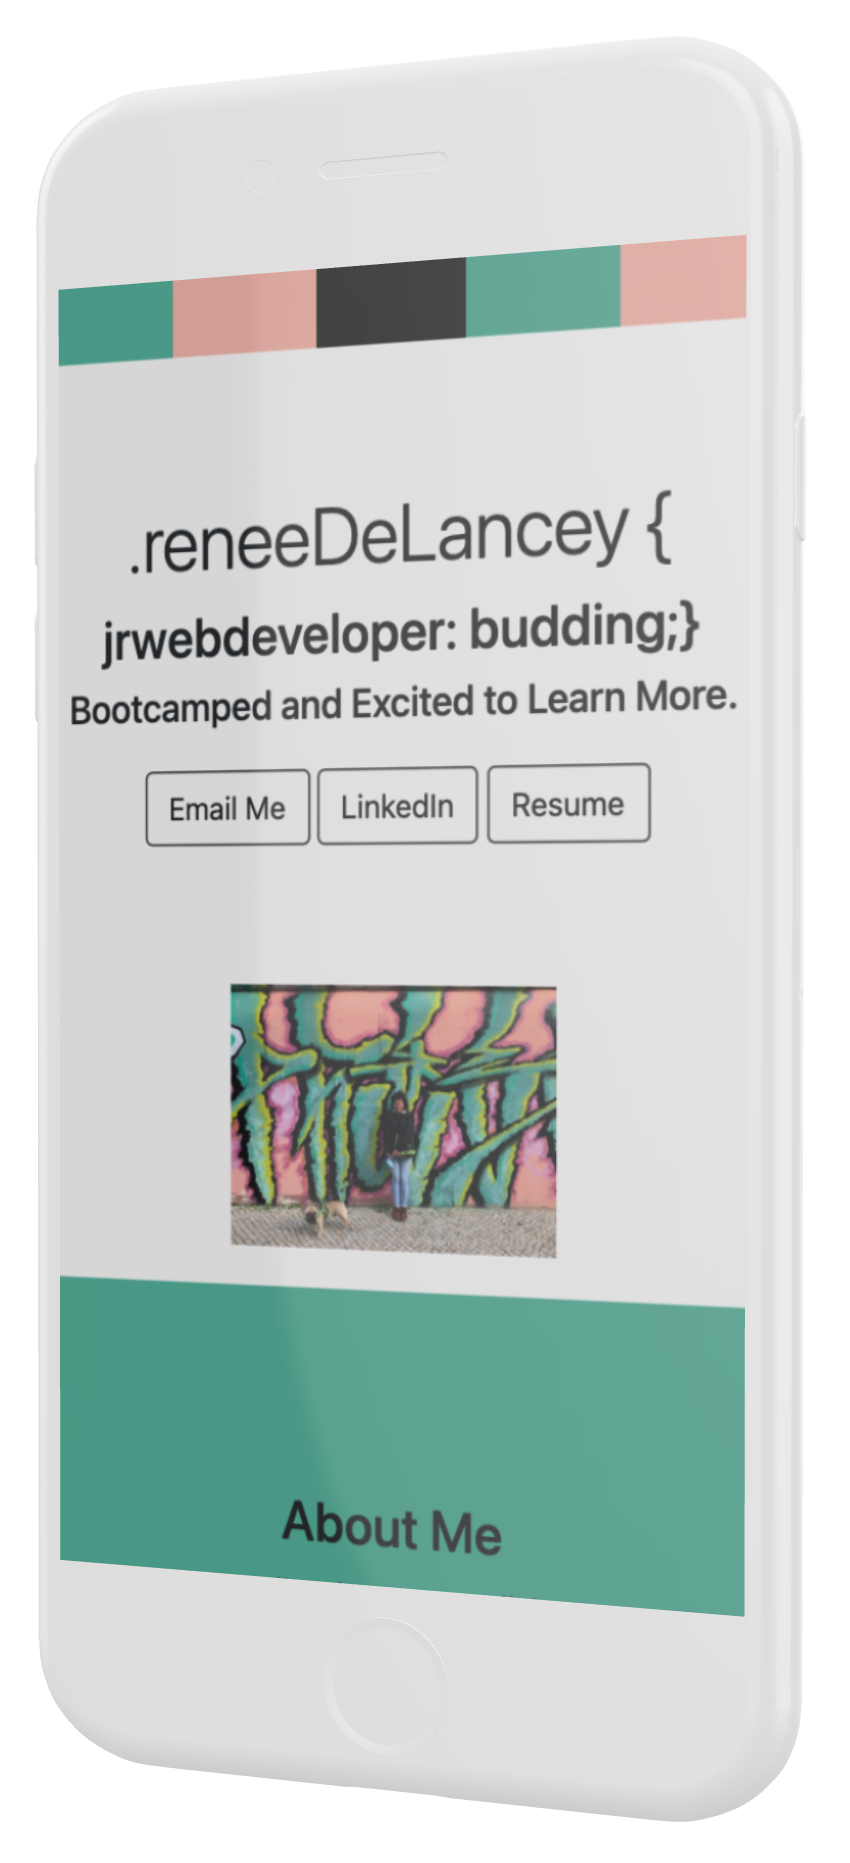 .reneeDeLancey {
jrwebdeveloper: budding;}
Bootcamped and Excited to Learn More.
Email Me LinkedIn Resume
About Me